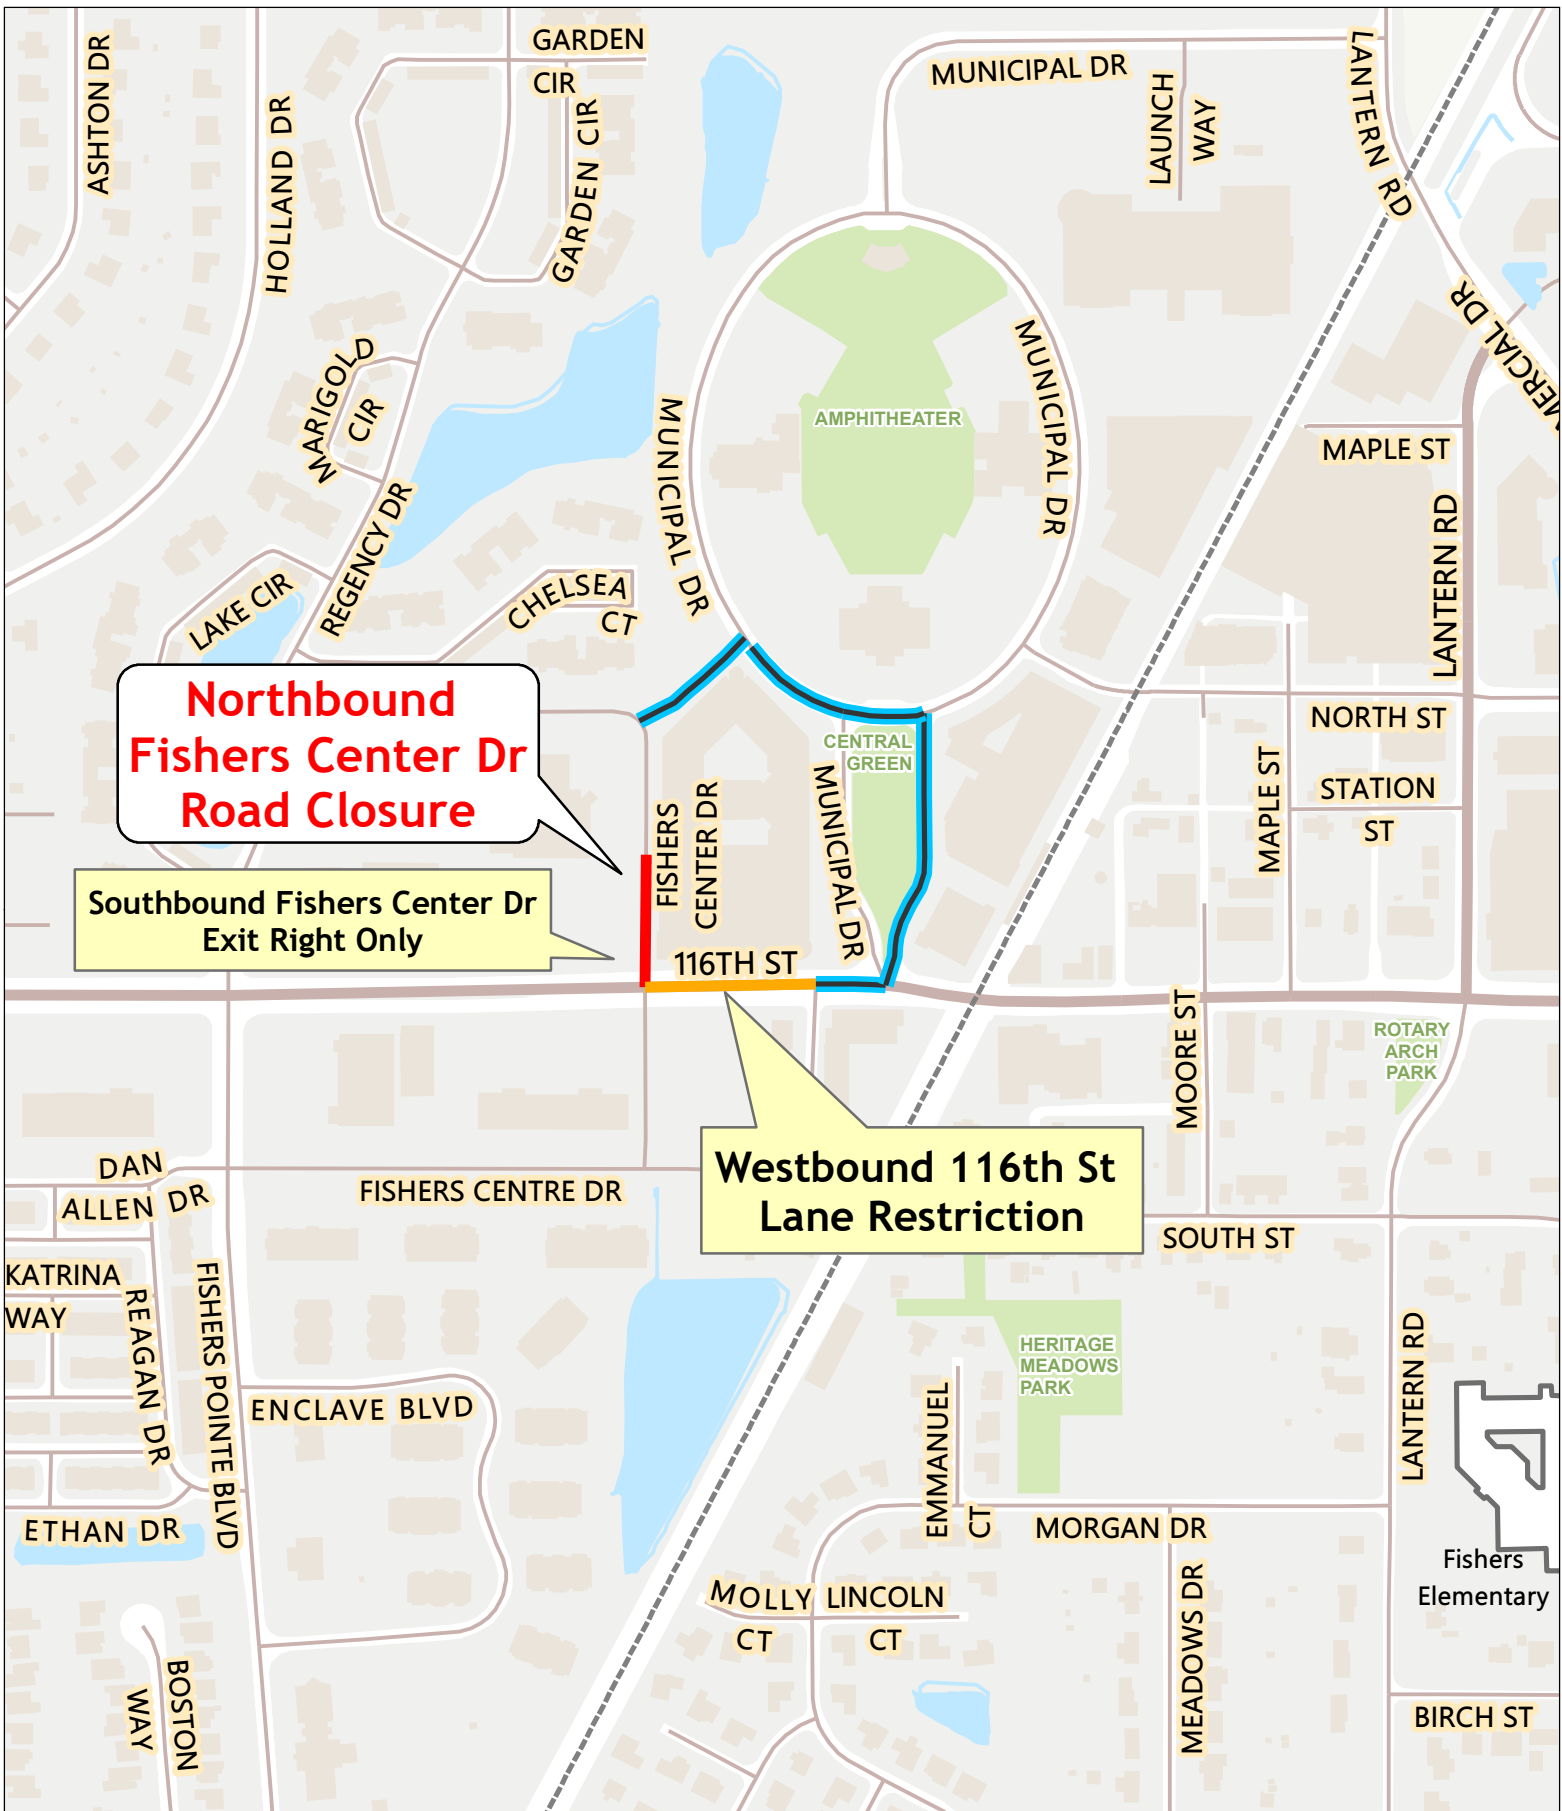 GARDEN
CIR
MUNICIPAL DR
LANTERN RD
ASHTON DR
HOLLAND DR
GARDEN CIR
LAUNCH
WAY
MERCIAL DR
MARIGOLD
CIR
MUNICIPAL DR
AMPHITHEATER
MUNICIPAL DR
MAPLE ST
LANTERN RD
REGENCY DR
LAKE CIR
CHELSEA
CT
Northbound
Fishers Center Dr
Road Closure
CENTRAL
GREEN
NORTH ST
STATION
ST
MAPLE ST
FISHERS
CENTER DR
MUNICIPAL DR
Southbound Fishers Center Dr
Exit Right Only
116TH ST
MOORE ST
ROTARY
ARCH
PARK
Westbound 116th St
Lane Restriction
DAN
ALLEN DR
FISHERS CENTRE DR
SOUTH ST
KATRINA
WAY
REAGAN DR
FISHERS POINTE BLVD
HERITAGE
MEADOWS
PARK
LANTERN RD
ENCLAVE BLVD
EMMANUEL
CT
ETHAN DR
MORGAN DR
Fishers
Elementary
MOLLY
CT
LINCOLN
CT
MEADOWS DR
BOSTON
WAY
BIRCH ST